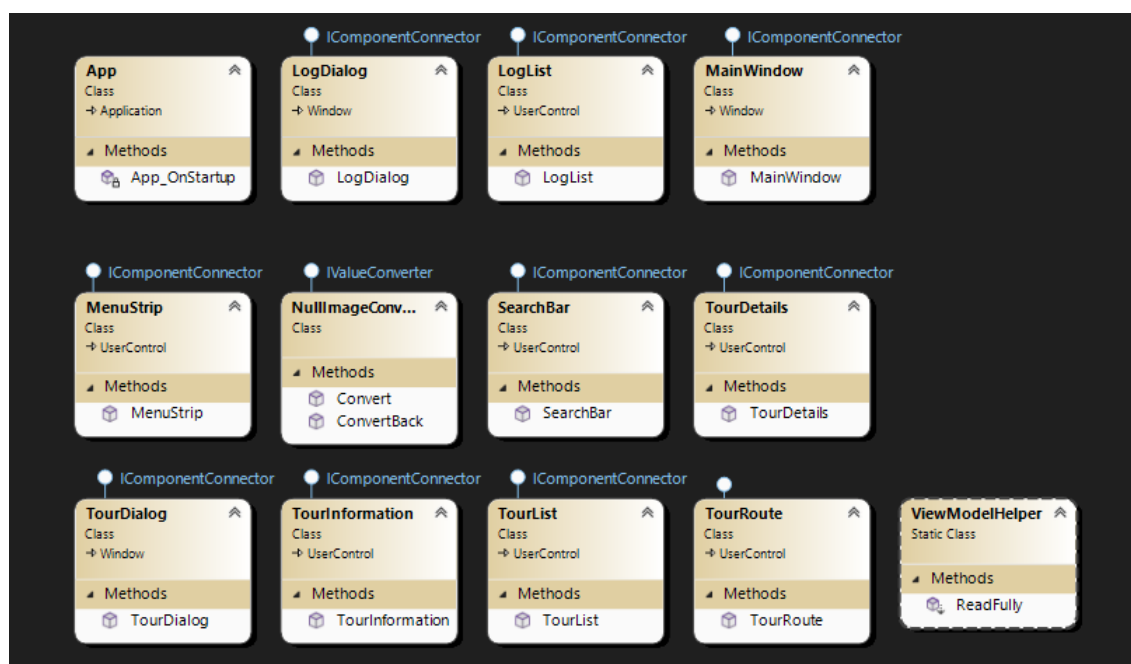 IComponentConnector IComponentConnector IComponentConnector
App LogDialog LogList MainWindow
Class Class Class Class
Application Window UserControl Window
Methods Methods Methods Methods
App_OnStartup LogDialog LogList MainWindow
IComponentConnector IValueConverter IComponentConnector IComponentConnector
MenuStrip NullImageConv... SearchBar TourDetails
Class Class Class Class
UserControl UserControl UserControl
Methods Methods Methods Methods
MenuStrip Convert SearchBar TourDetails
ConvertBack
IComponentConnector IComponentConnector IComponentConnector
TourDialog TourInformation TourList TourRoute ViewModelHelper
Class Class Class Class Static Class
Window UserControl UserControl UserControl
Methods Methods Methods Methods Methods
TourDialog TourInformation TourList TourRoute ReadFully